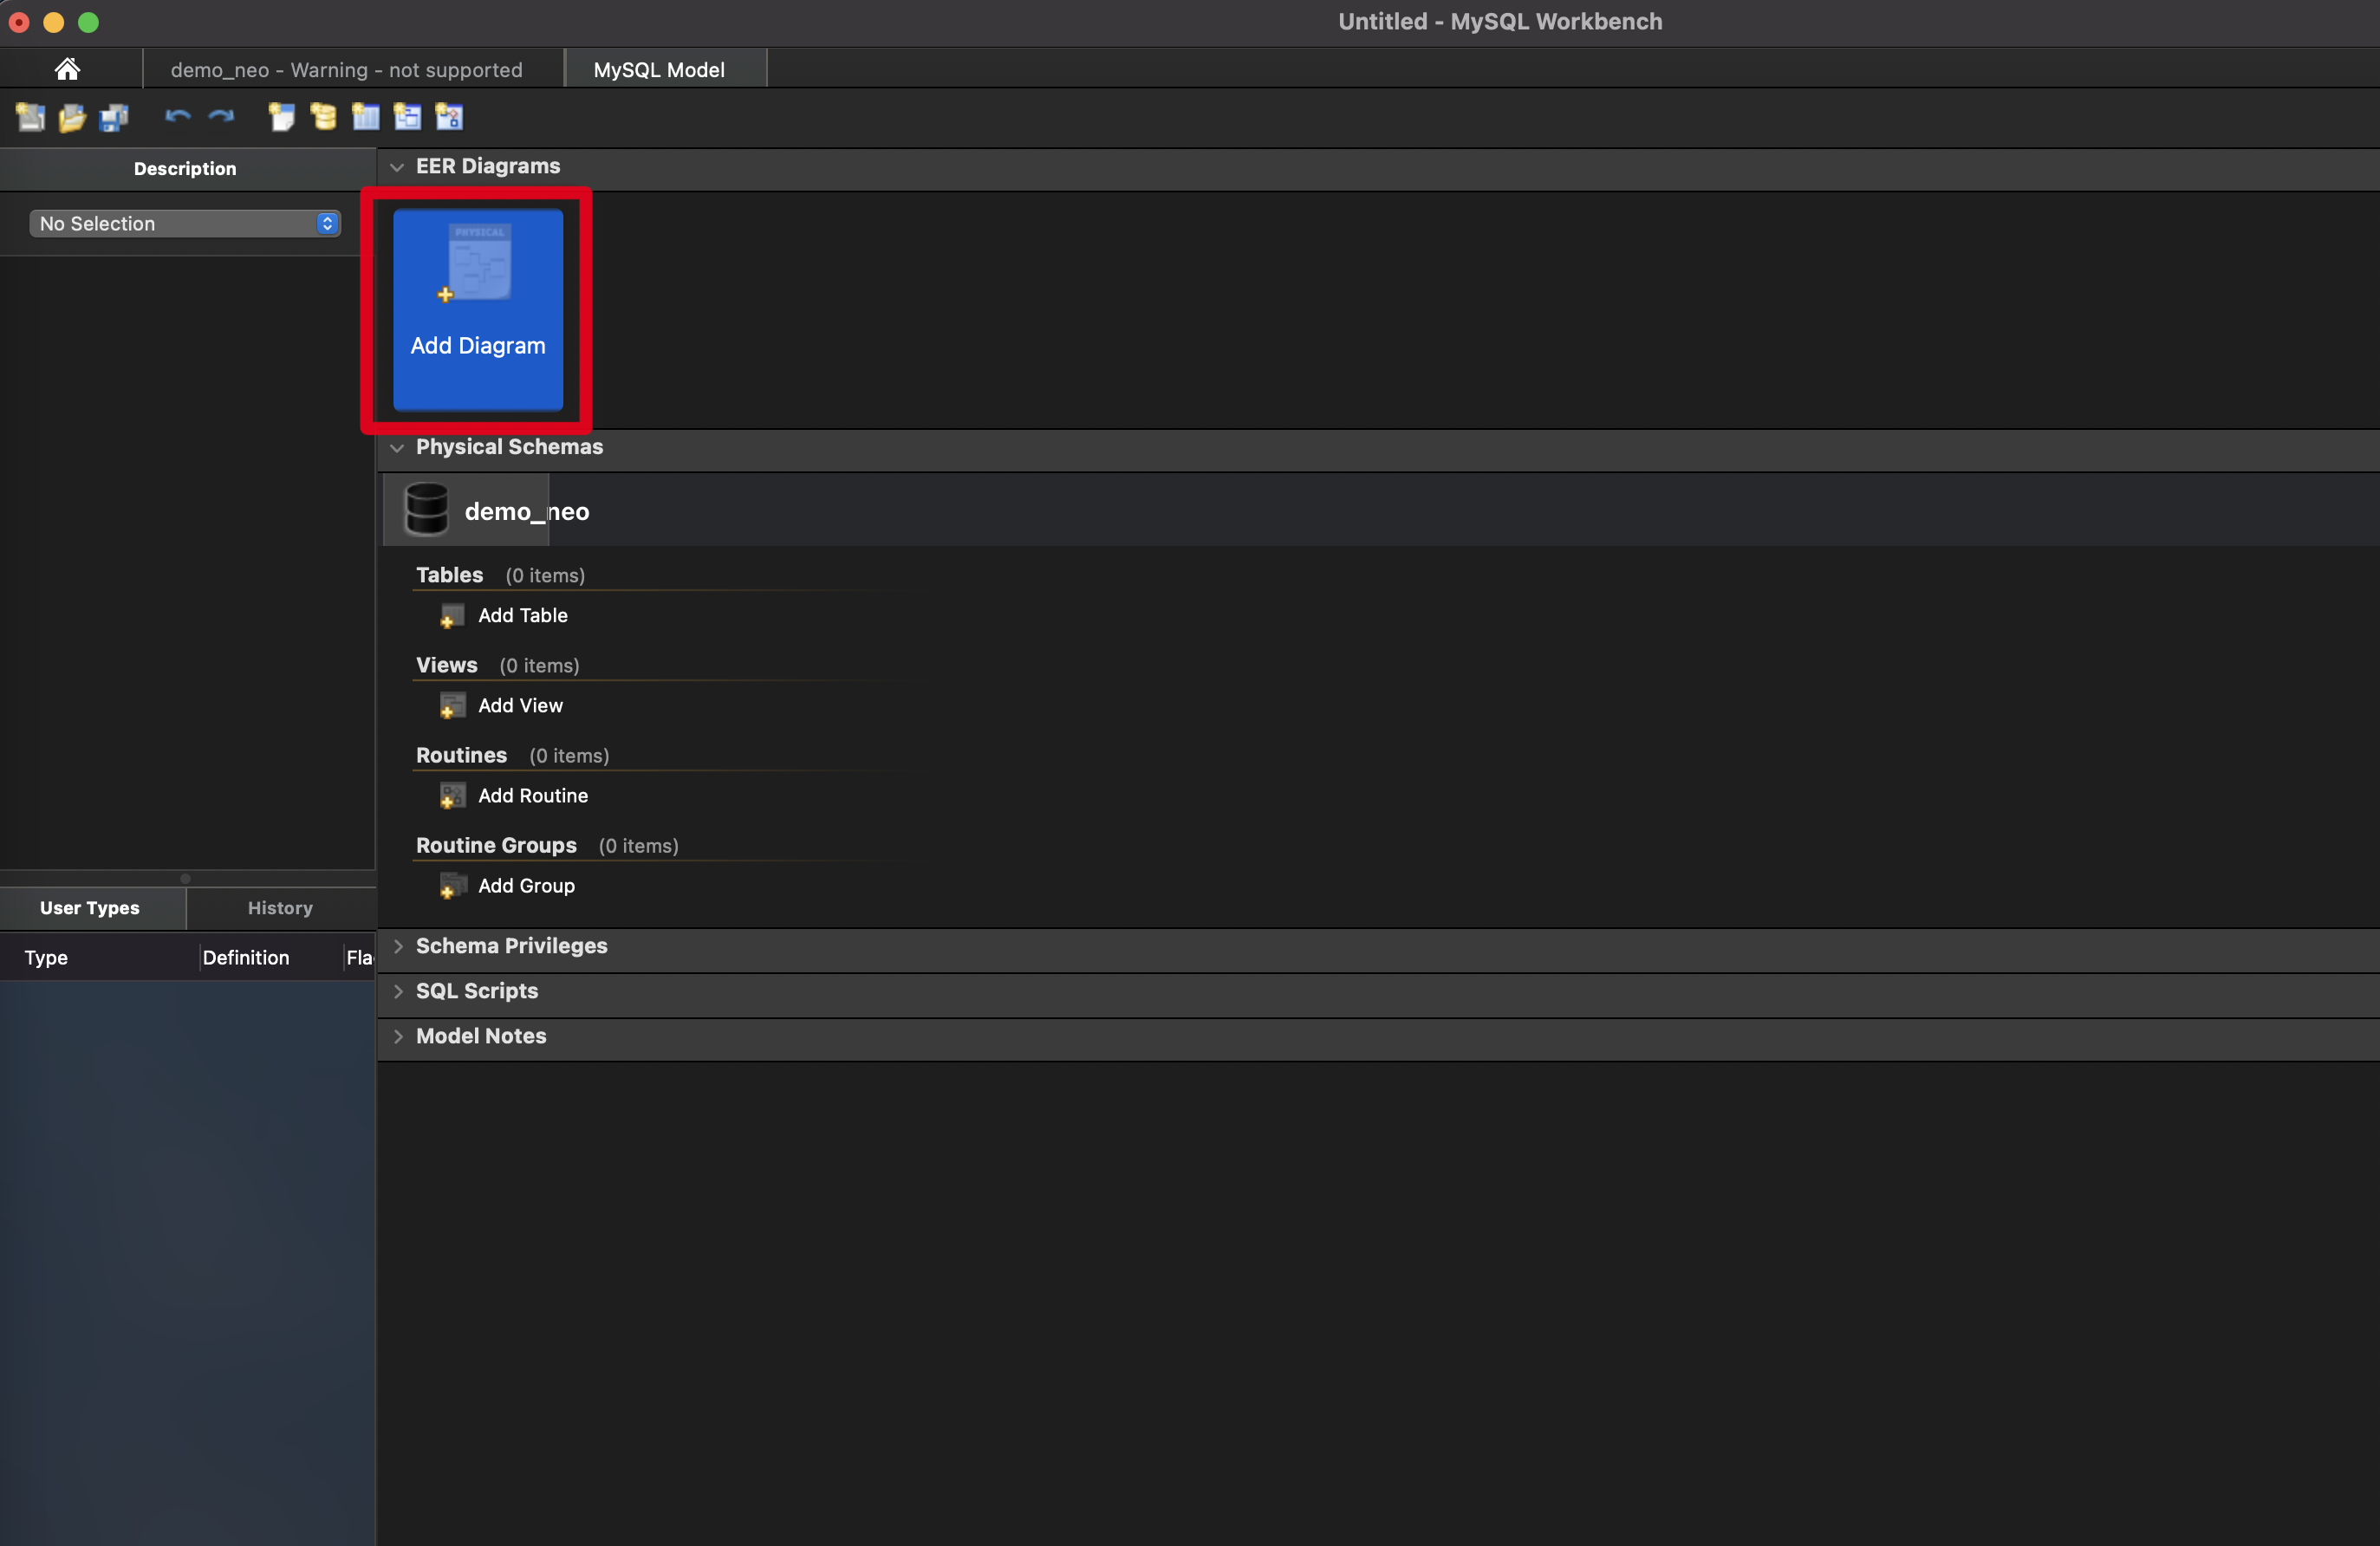 Untitled - MySQL Workbench
demo_neo - Warning - not supported
MySQL Model
Description
No Selection
EER Diagrams
PHYSICAL
Add Diagram
Physical Schemas
demo_neo
Tables (0 items)
Add Table
Views (0 items)
Add View
Routines (0 items)
Add Routine
Routine Groups (0 items)
Add Group
User Types
History
Type
Definition
Fla
Schema Privileges
SQL Scripts
Model Notes